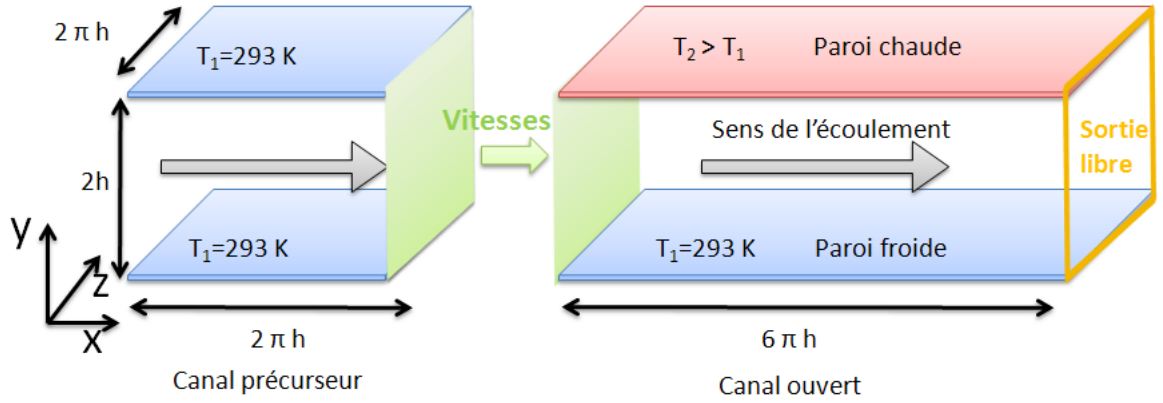 2 π h
T₁=293 K
2h
T₁=293 K
y
z
x
2 π h
Canal précurseur
Vitesses
T₂ > T₁ Paroi chaude
Sens de l'écoulement
Sortie
libre
T₁=293 K Paroi froide
6 π h
Canal ouvert